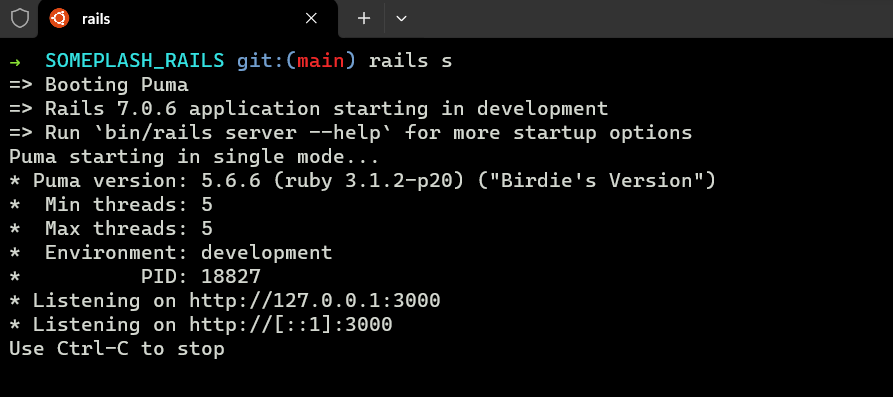 rails
→ SOMEPLASH_RAILS git:(main) rails s
=> Booting Puma
=> Rails 7.0.6 application starting in development
=> Run `bin/rails server --help` for more startup options
Puma starting in single mode...
* Puma version: 5.6.6 (ruby 3.1.2-p20) ("Birdie's Version")
*  Min threads: 5
*  Max threads: 5
*  Environment: development
*          PID: 18827
* Listening on http://127.0.0.1:3000
* Listening on http://[::1]:3000
Use Ctrl-C to stop